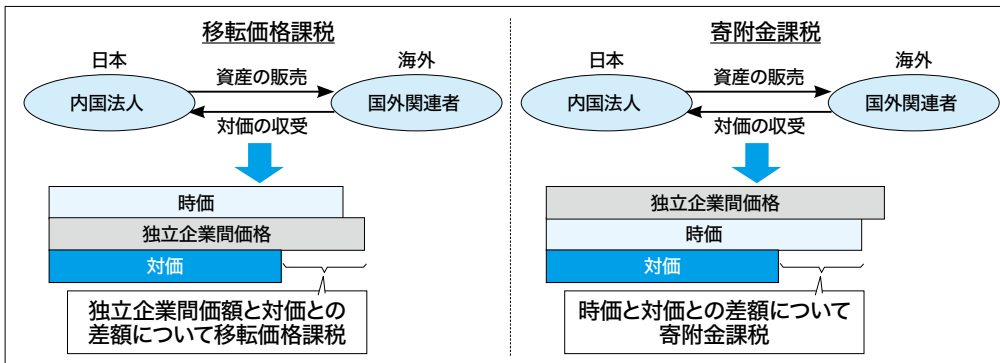 移転価格課税
日本
海外
資産の販売
内国法人
国外関連者
対価の収受
時価
独立企業間価格
対価
独立企業間価額と対価との
差額について移転価格課税
寄附金課税
日本
海外
資産の販売
内国法人
国外関連者
対価の収受
独立企業間価格
時価
対価
時価と対価との差額について
寄附金課税